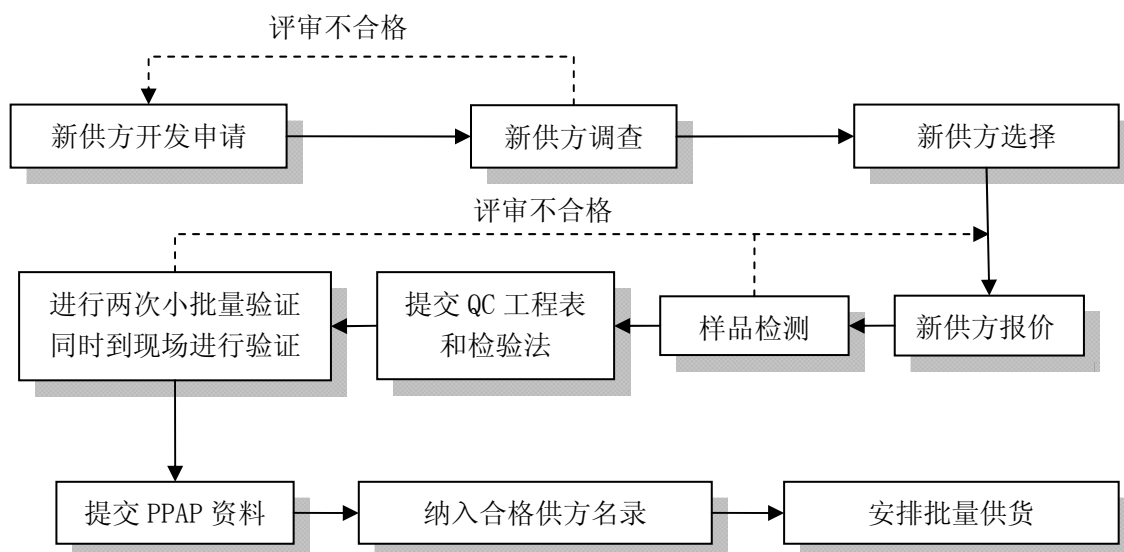 评审不合格
新供方开发申请
新供方调查
新供方选择
评审不合格
进行两次小批量验证
同时到现场进行验证
提交 QC 工程表
和检验法
样品检测
新供方报价
提交 PPAP 资料
纳入合格供方名录
安排批量供货